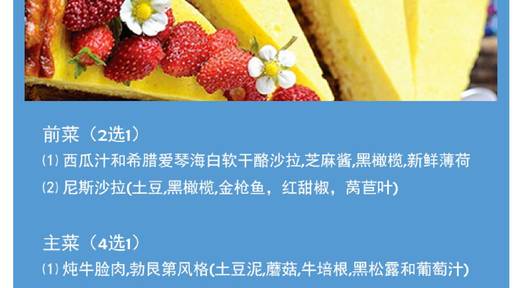 前菜（2选1）
(1) 西瓜汁和希腊爱琴海白软干酪沙拉,芝麻酱,黑橄榄,新鲜薄荷
(2) 尼斯沙拉(土豆,黑橄榄,金枪鱼，红甜椒，莴苣叶)
主菜（4选1）
(1) 炖牛脸肉,勃艮第风格(土豆泥,蘑菇,牛培根,黑松露和葡萄汁)